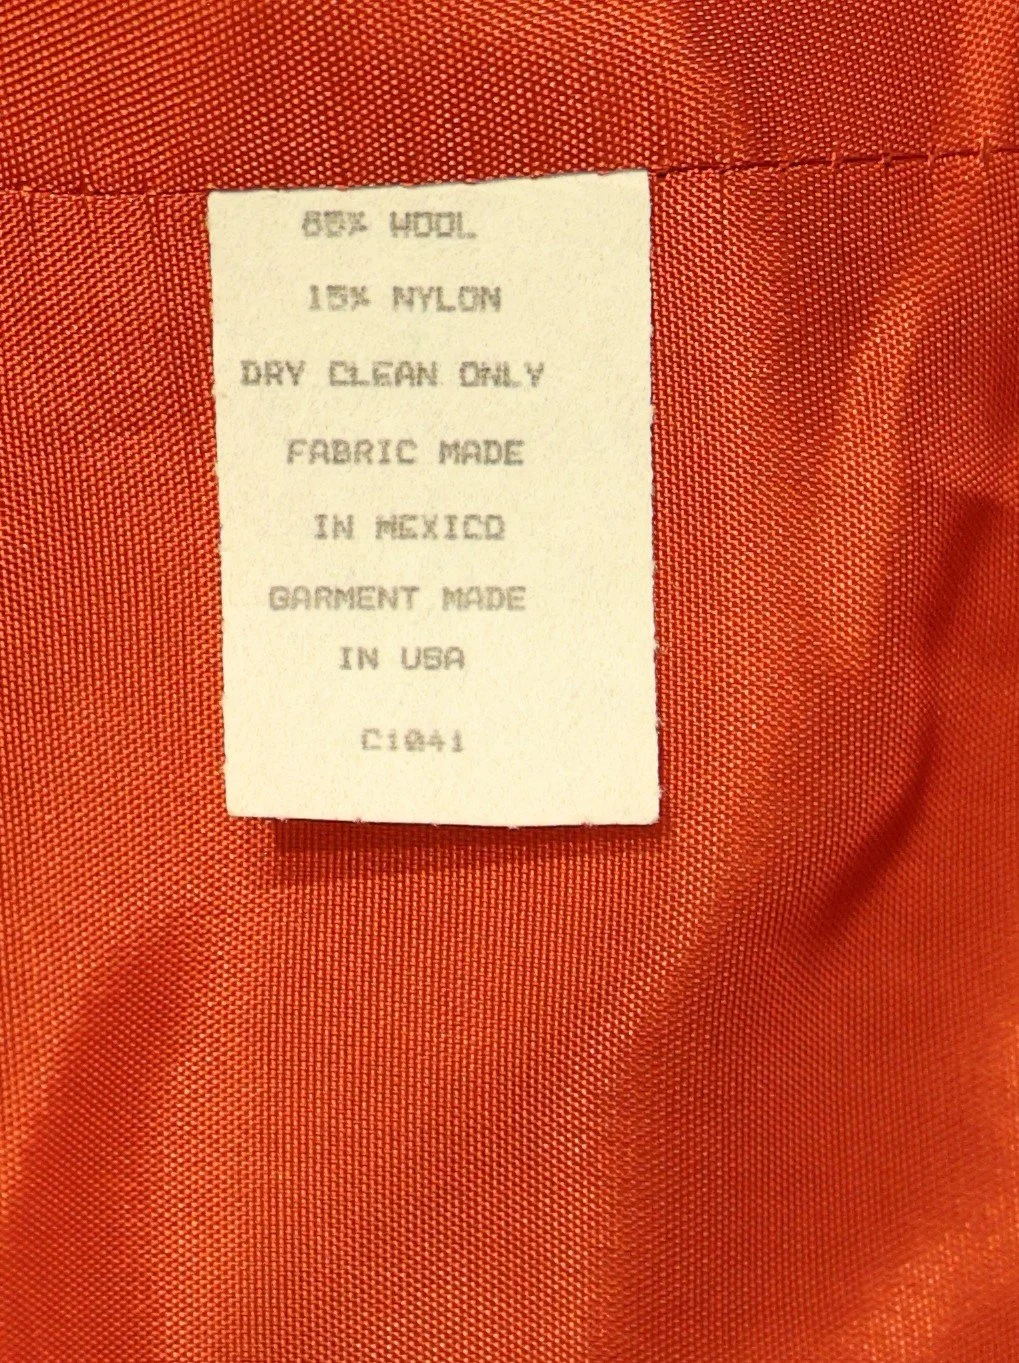 85% WOOL
15% NYLON
DRY CLEAN ONLY
FABRIC MADE
IN MEXICO
GARMENT MADE
IN USA
C1041